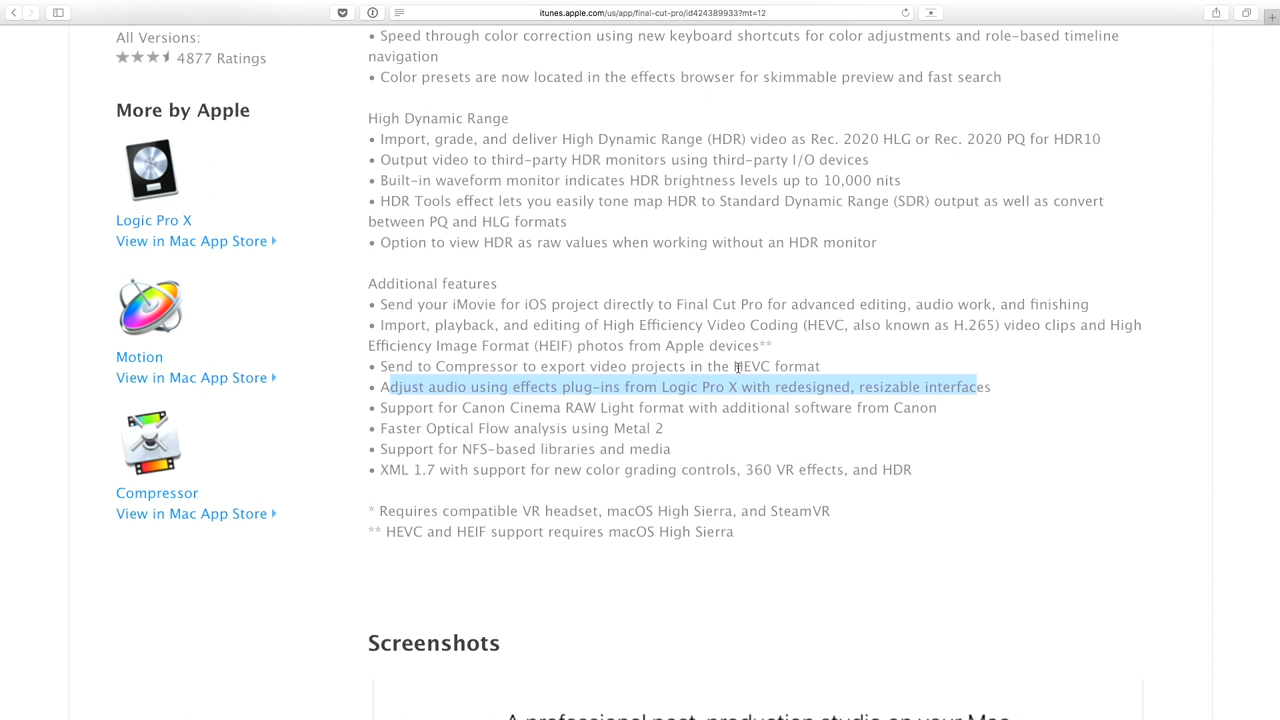 itunes.apple.com/us/app/final-cut-pro/id424389933?mt=12
All Versions:
4877 Ratings
More by Apple
Logic Pro X
View in Mac App Store
Motion
View in Mac App Store
Compressor
View in Mac App Store
• Speed through color correction using new keyboard shortcuts for color adjustments and role-based timeline
navigation
• Color presets are now located in the effects browser for skimmable preview and fast search
High Dynamic Range
• Import, grade, and deliver High Dynamic Range (HDR) video as Rec. 2020 HLG or Rec. 2020 PQ for HDR10
• Output video to third-party HDR monitors using third-party I/O devices
• Built-in waveform monitor indicates HDR brightness levels up to 10,000 nits
• HDR Tools effect lets you easily tone map HDR to Standard Dynamic Range (SDR) output as well as convert
between PQ and HLG formats
• Option to view HDR as raw values when working without an HDR monitor
Additional features
• Send your iMovie for iOS project directly to Final Cut Pro for advanced editing, audio work, and finishing
• Import, playback, and editing of High Efficiency Video Coding (HEVC, also known as H.265) video clips and High
Efficiency Image Format (HEIF) photos from Apple devices**
• Send to Compressor to export video projects in the HEVC format
• Adjust audio using effects plug-ins from Logic Pro X with redesigned, resizable interfaces
• Support for Canon Cinema RAW Light format with additional software from Canon
• Faster Optical Flow analysis using Metal 2
• Support for NFS-based libraries and media
• XML 1.7 with support for new color grading controls, 360 VR effects, and HDR
* Requires compatible VR headset, macOS High Sierra, and SteamVR
** HEVC and HEIF support requires macOS High Sierra
Screenshots
A professional post-production studio on your Mac